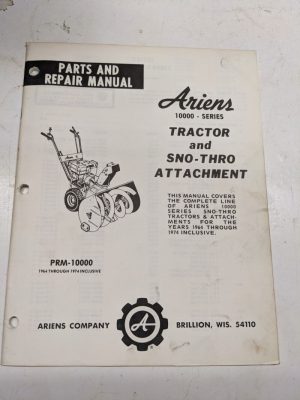 PARTS AND
REPAIR MANUAL
Ariens
10000 - SERIES
TRACTOR
and
SNO-THRO
ATTACHMENT
THIS MANUAL COVERS
THE COMPLETE LINE
OF ARIENS 10000
SERIES SNO-THRO
TRACTORS & ATTACH-
MENTS FOR THE
YEARS 1964 THROUGH
1974 INCLUSIVE.
PRM-10000
1964 THROUGH 1974 INCLUSIVE
ARIENS COMPANY
A
®
BRILLION, WIS. 54110